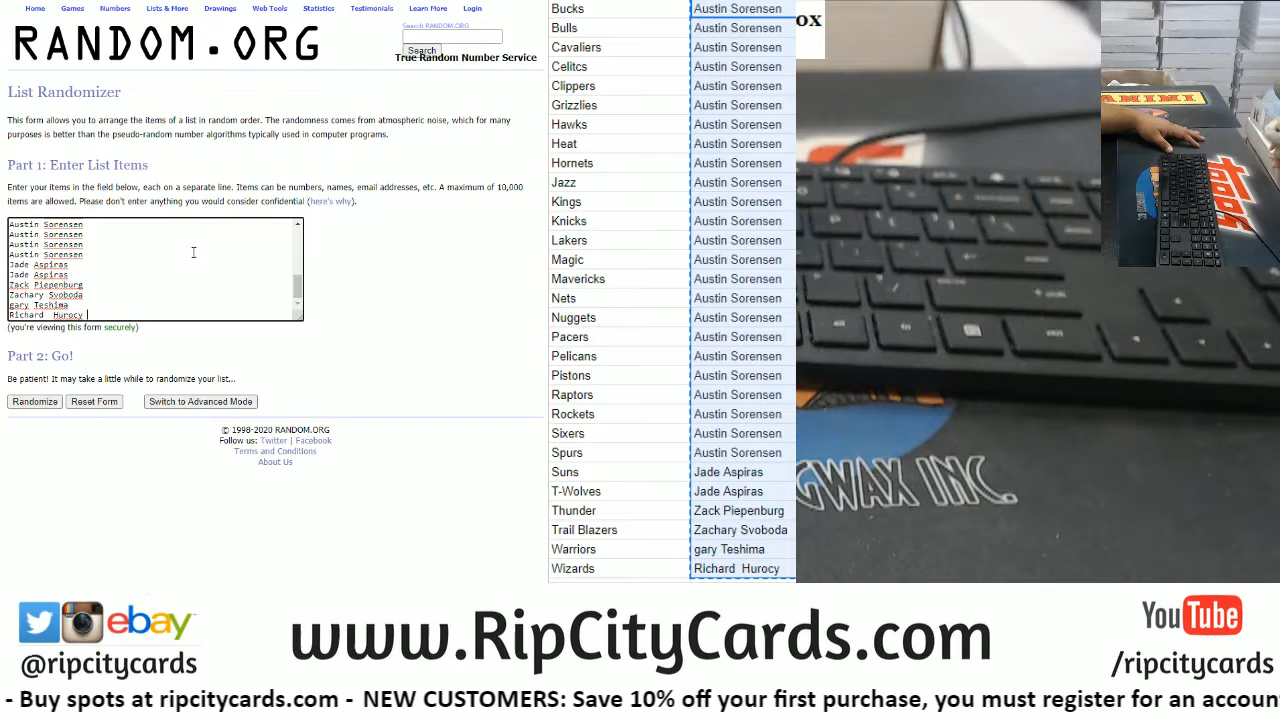 Home Games Numbers Lists & More Drawings Web Tools Statistics Testimonials Learn More Login
RANDOM.ORG
Search RANDOM.ORG
Search
True Random Number Service
List Randomizer
This form allows you to arrange the items of a list in random order. The randomness comes from atmospheric noise, which for many
purposes is better than the pseudo-random number algorithms typically used in computer programs.
Part 1: Enter List Items
Enter your items in the field below, each on a separate line. Items can be numbers, names, email addresses, etc. A maximum of 10,000
items are allowed. Please don't enter anything you would consider confidential (here's why).
Austin Sorensen
Austin Sorensen
Austin Sorensen
Austin Sorensen
Jade Aspiras
Jade Aspiras
Zack Piepenburg
Zachary Svoboda
gary Teshima
Richard  Hurocy
(you're viewing this form securely)
Part 2: Go!
Be patient! It may take a little while to randomize your list...
Randomize Reset Form Switch to Advanced Mode
© 1998-2020 RANDOM.ORG
Follow us: Twitter | Facebook
Terms and Conditions
About Us
Bucks Austin Sorensen
Bulls Austin Sorensen
Cavaliers Austin Sorensen
Celitcs Austin Sorensen
Clippers Austin Sorensen
Grizzlies Austin Sorensen
Hawks Austin Sorensen
Heat Austin Sorensen
Hornets Austin Sorensen
Jazz Austin Sorensen
Kings Austin Sorensen
Knicks Austin Sorensen
Lakers Austin Sorensen
Magic Austin Sorensen
Mavericks Austin Sorensen
Nets Austin Sorensen
Nuggets Austin Sorensen
Pacers Austin Sorensen
Pelicans Austin Sorensen
Pistons Austin Sorensen
Raptors Austin Sorensen
Rockets Austin Sorensen
Sixers Austin Sorensen
Spurs Austin Sorensen
Suns Jade Aspiras
T-Wolves Jade Aspiras
Thunder Zack Piepenburg
Trail Blazers Zachary Svoboda
Warriors gary Teshima
Wizards Richard  Hurocy
ox
GWAX INC.
ebay
@ripcitycards
www.RipCityCards.com
YouTube
/ripcitycards
- Buy spots at ripcitycards.com - NEW CUSTOMERS: Save 10% off your first purchase, you must register for an accoun